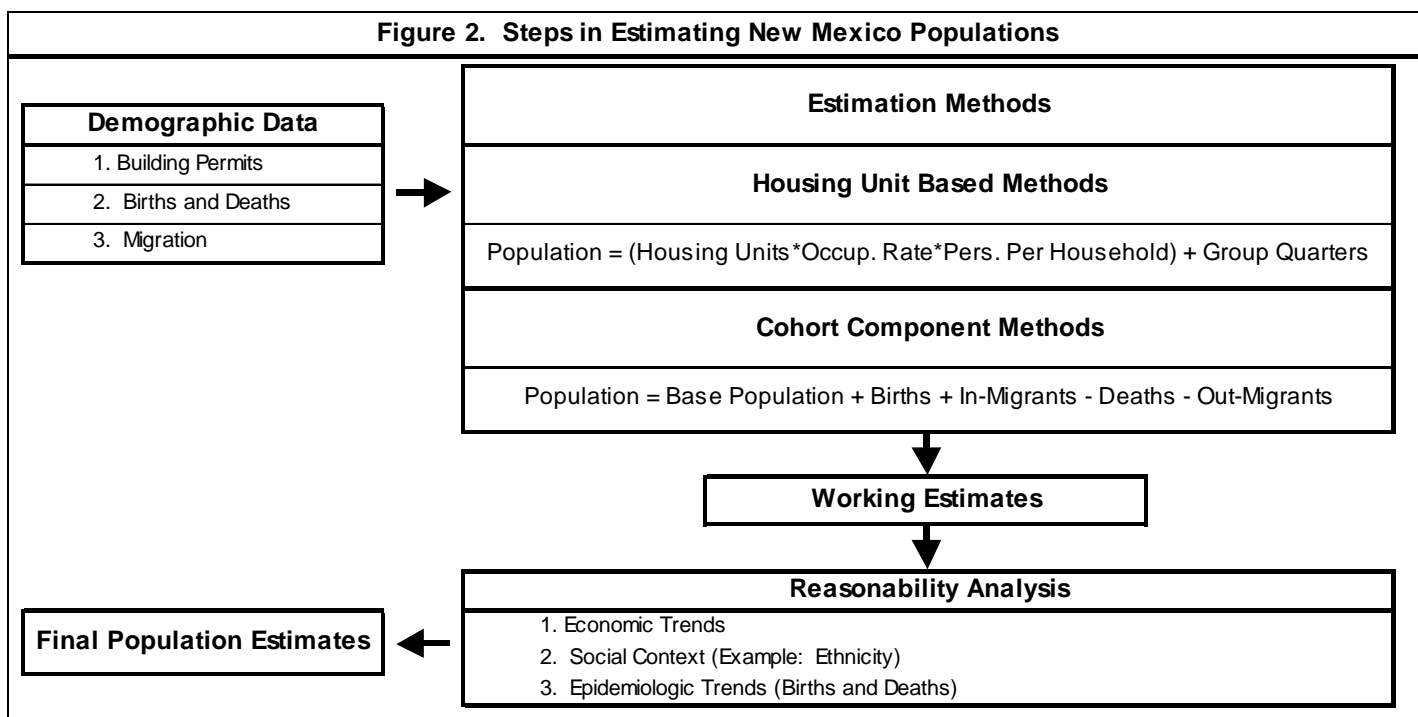 Figure 2. Steps in Estimating New Mexico Populations
Demographic Data
1. Building Permits
2. Births and Deaths
3. Migration
Estimation Methods
Housing Unit Based Methods
Population = (Housing Units*Occup. Rate*Pers. Per Household) + Group Quarters
Cohort Component Methods
Population = Base Population + Births + In-Migrants - Deaths - Out-Migrants
Working Estimates
Reasonability Analysis
1. Economic Trends
2. Social Context (Example: Ethnicity)
3. Epidemiologic Trends (Births and Deaths)
Final Population Estimates